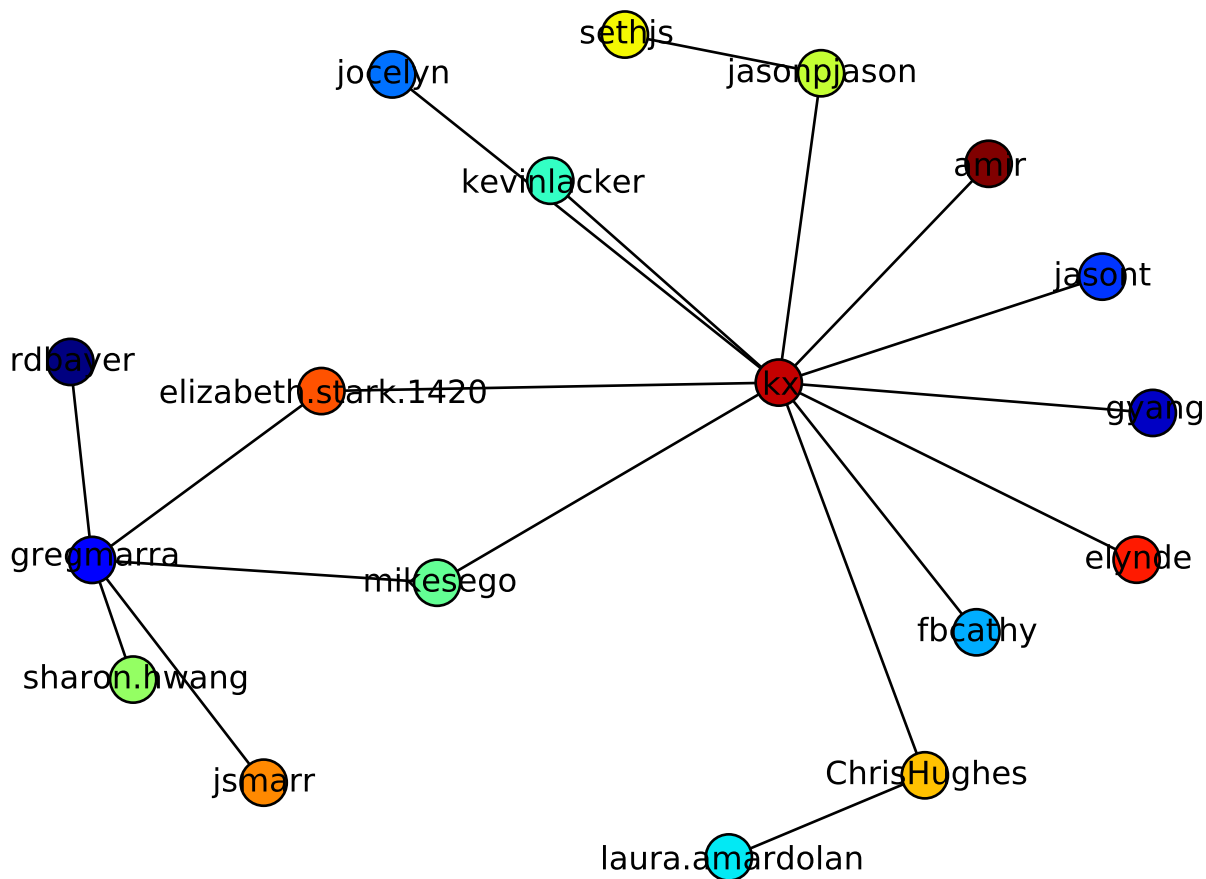 sethjs
jocelyn
jasonpjason
amir
kevinlacker
jasont
rdbayer
elizabeth.stark.1420
kx
gyang
gregmarra
mikesego
elynde
fbcathy
sharon.hwang
jsmarr
ChrisHughes
laura.amardolan